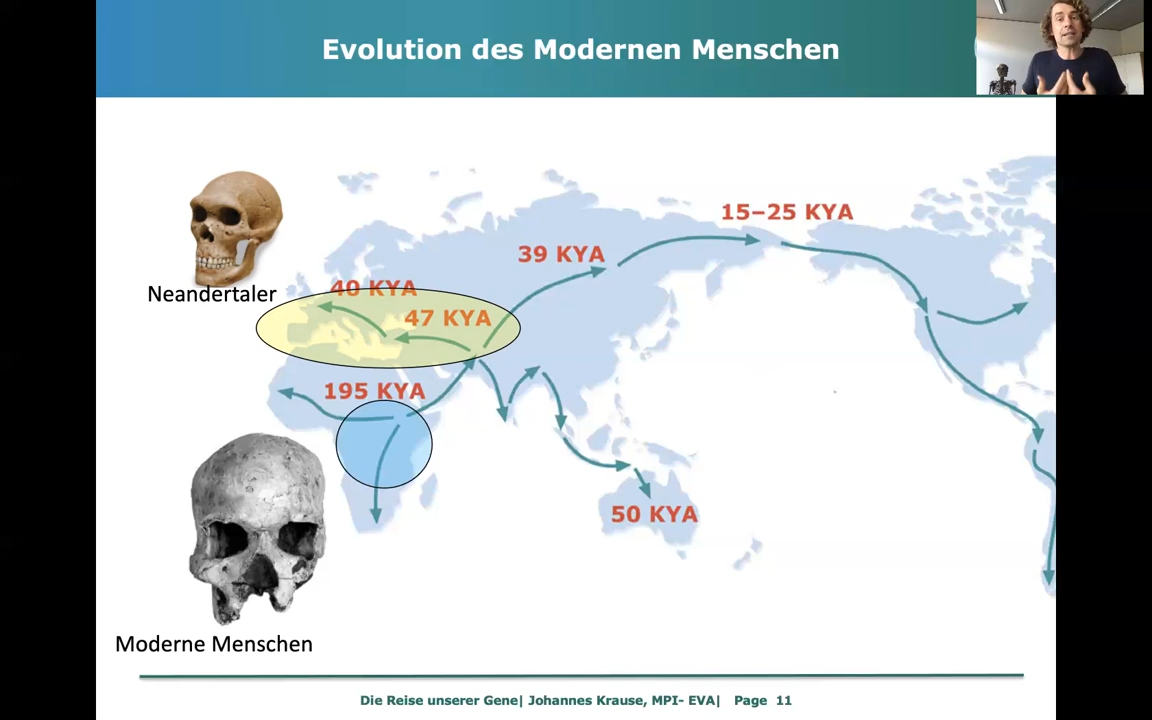 Evolution des Modernen Menschen
15–25 KYA
39 KYA
Neandertaler
40 KYA
47 KYA
195 KYA
50 KYA
Moderne Menschen
Die Reise unserer Gene| Johannes Krause, MPI- EVA| Page 11